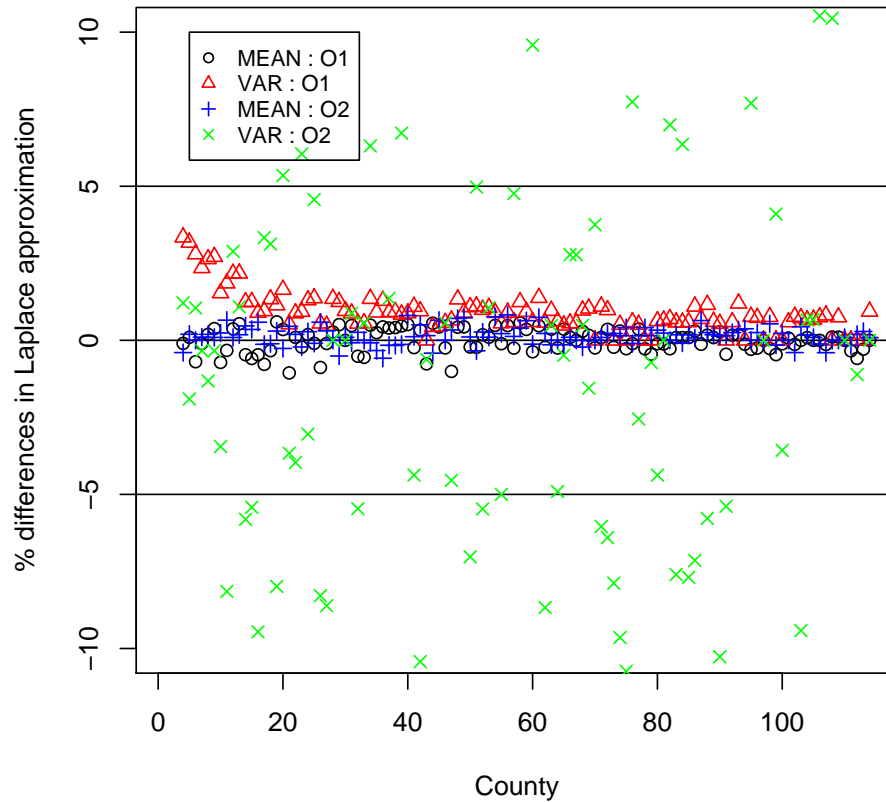 % differences in Laplace approximation
10
5
0
−5
−10
MEAN : O1
VAR : O1
MEAN : O2
VAR : O2
0 20 40 60 80 100
County